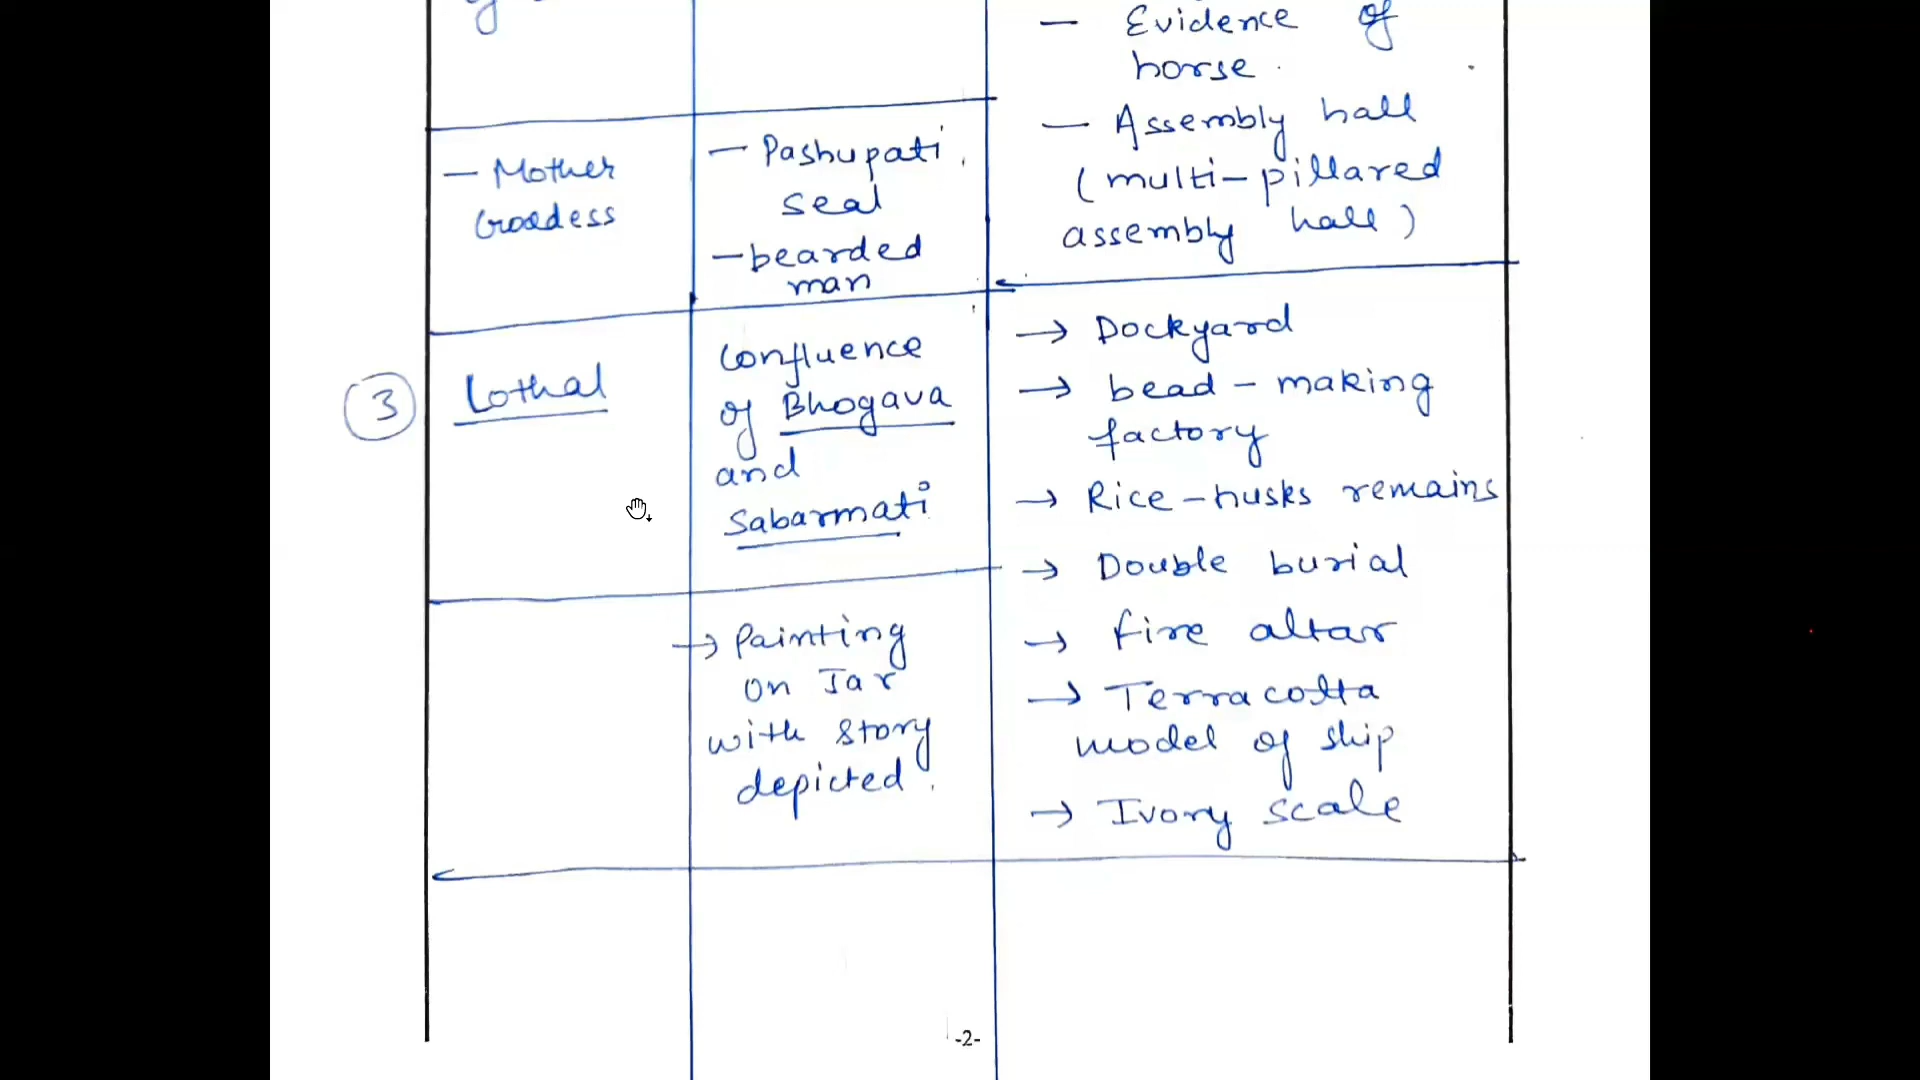 — Evidence of
horse.
— Mother
Goddess
— Pashupati
seal
— bearded
man
— Assembly hall
(multi-pillared
assembly hall)
3
Lothal
Confluence
of Bhogava
and
Sabarmati
→ Painting
on Jar
with story
depicted.
→ Dockyard
→ bead-making
factory
→ Rice-husks remains
→ Double burial
→ fire altar
→ Terracotta
model of ship
→ Ivory scale
-2-